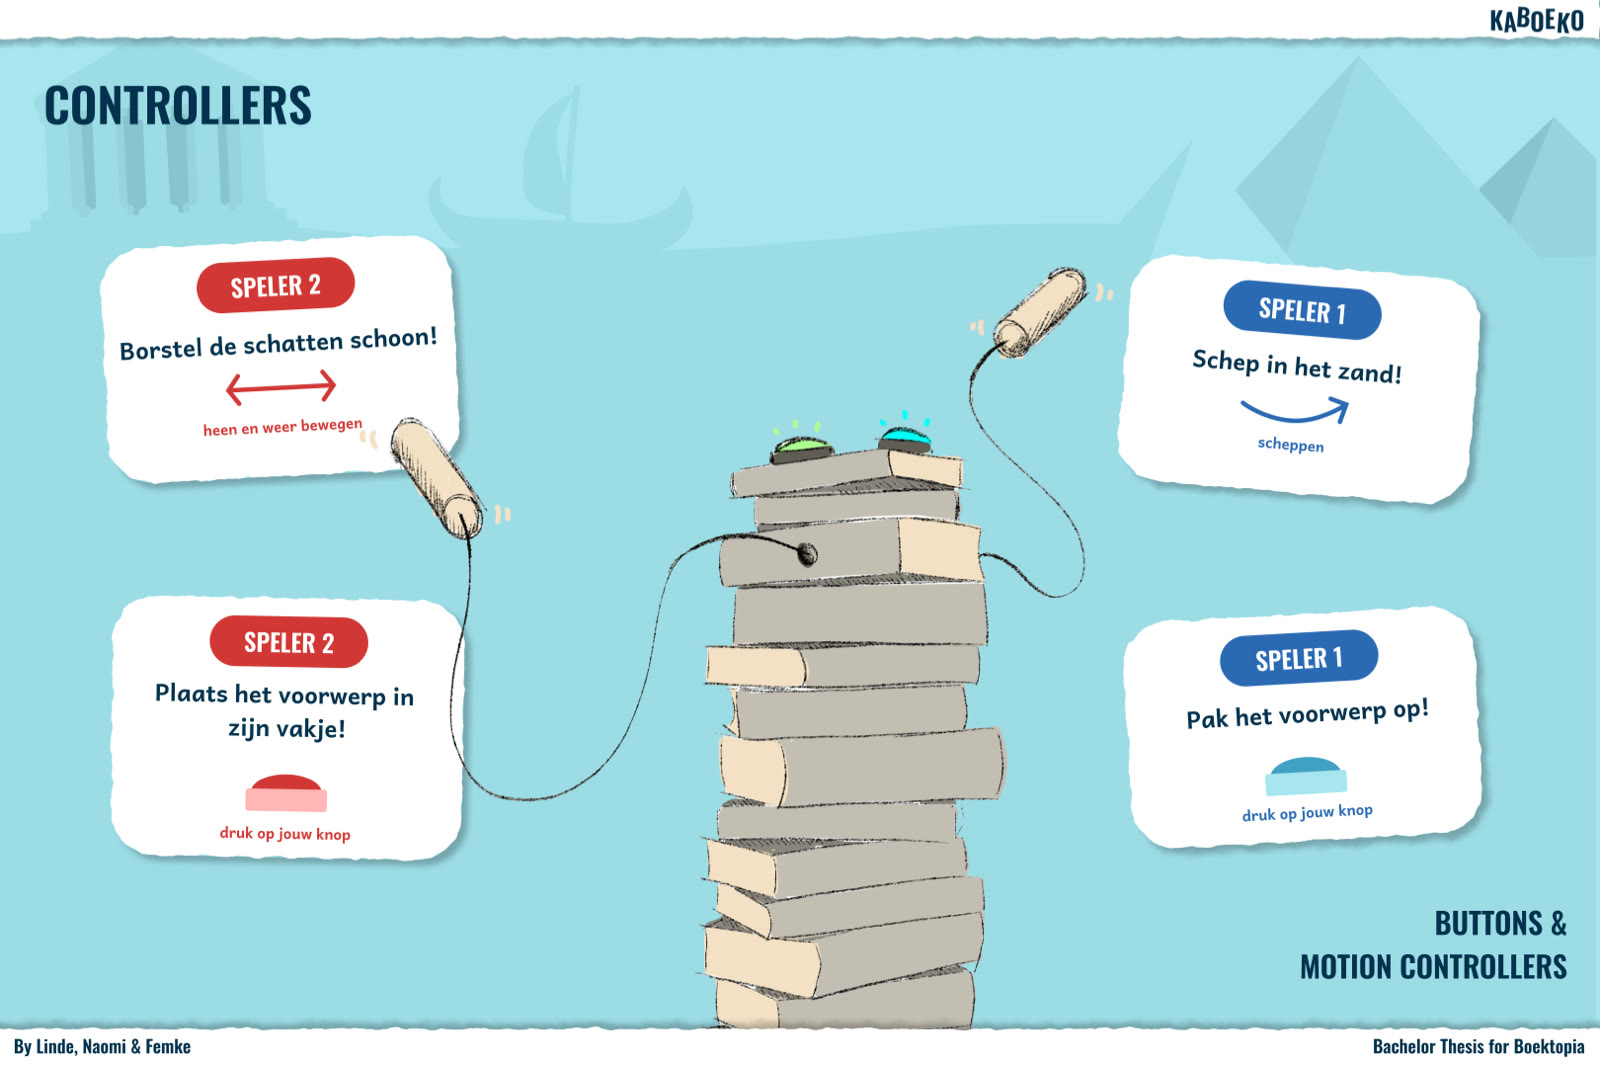 KABOEKO
CONTROLLERS
SPELER 2
Borstel de schatten schoon!
heen en weer bewegen
SPELER 1
Schep in het zand!
scheppen
SPELER 2
Plaats het voorwerp in
zijn vakje!
druk op jouw knop
SPELER 1
Pak het voorwerp op!
druk op jouw knop
BUTTONS &
MOTION CONTROLLERS
By Linde, Naomi & Femke
Bachelor Thesis for Boektopia